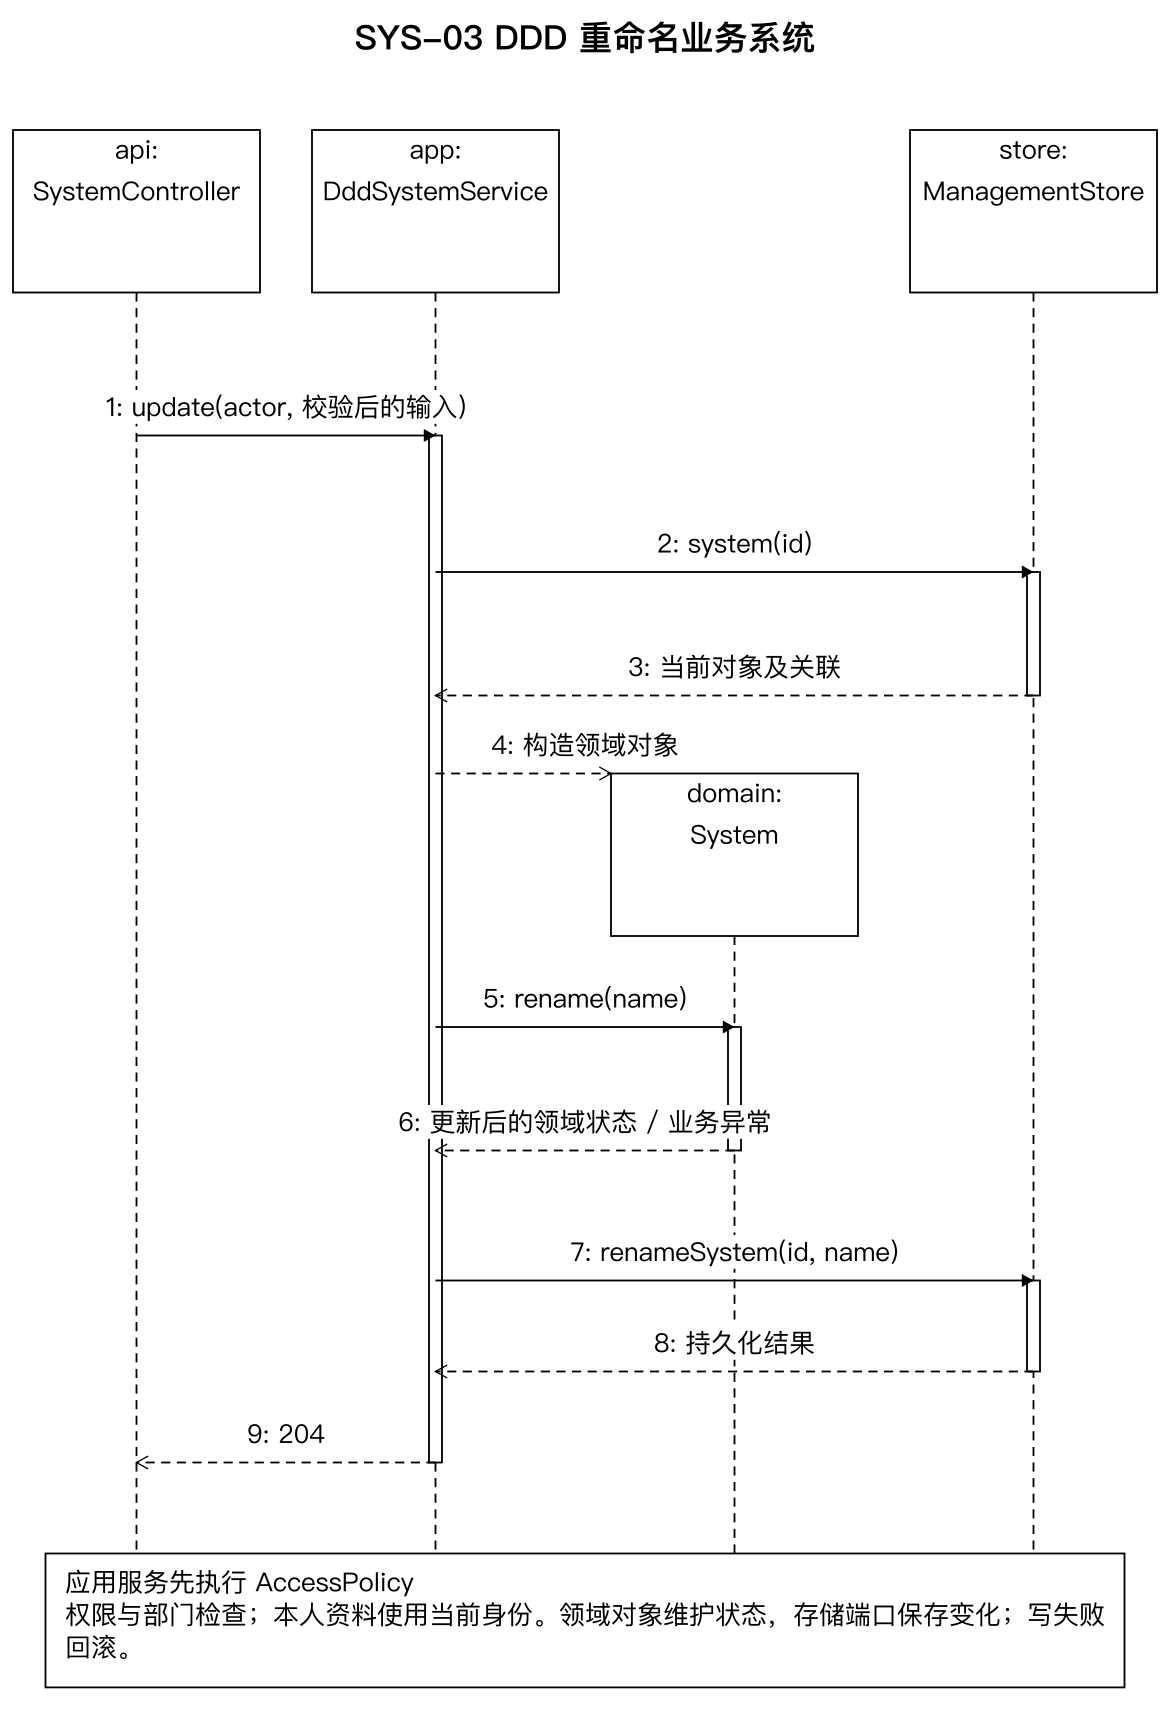 SYS-03 DDD 重命名业务系统
api:
SystemController
app:
DddSystemService
store:
ManagementStore
1: update(actor, 校验后的输入)
2: system(id)
3: 当前对象及关联
4: 构造领域对象
domain:
System
5: rename(name)
6: 更新后的领域状态 / 业务异常
7: renameSystem(id, name)
8: 持久化结果
9: 204
应用服务先执行 AccessPolicy
权限与部门检查；本人资料使用当前身份。领域对象维护状态，存储端口保存变化；写失败
回滚。